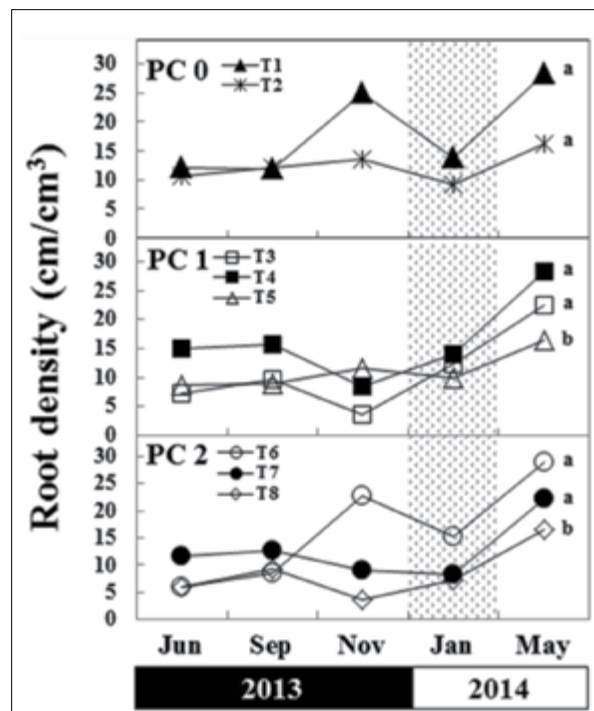 Root density (cm/cm³)
PC 0
T1
T2
30
25
20
15
10
5
0
a
a
PC 1
T3
T4
T5
30
25
20
15
10
5
0
a
a
b
PC 2
T6
T7
T8
30
25
20
15
10
5
0
a
a
b
Jun Sep Nov Jan May
2013 2014